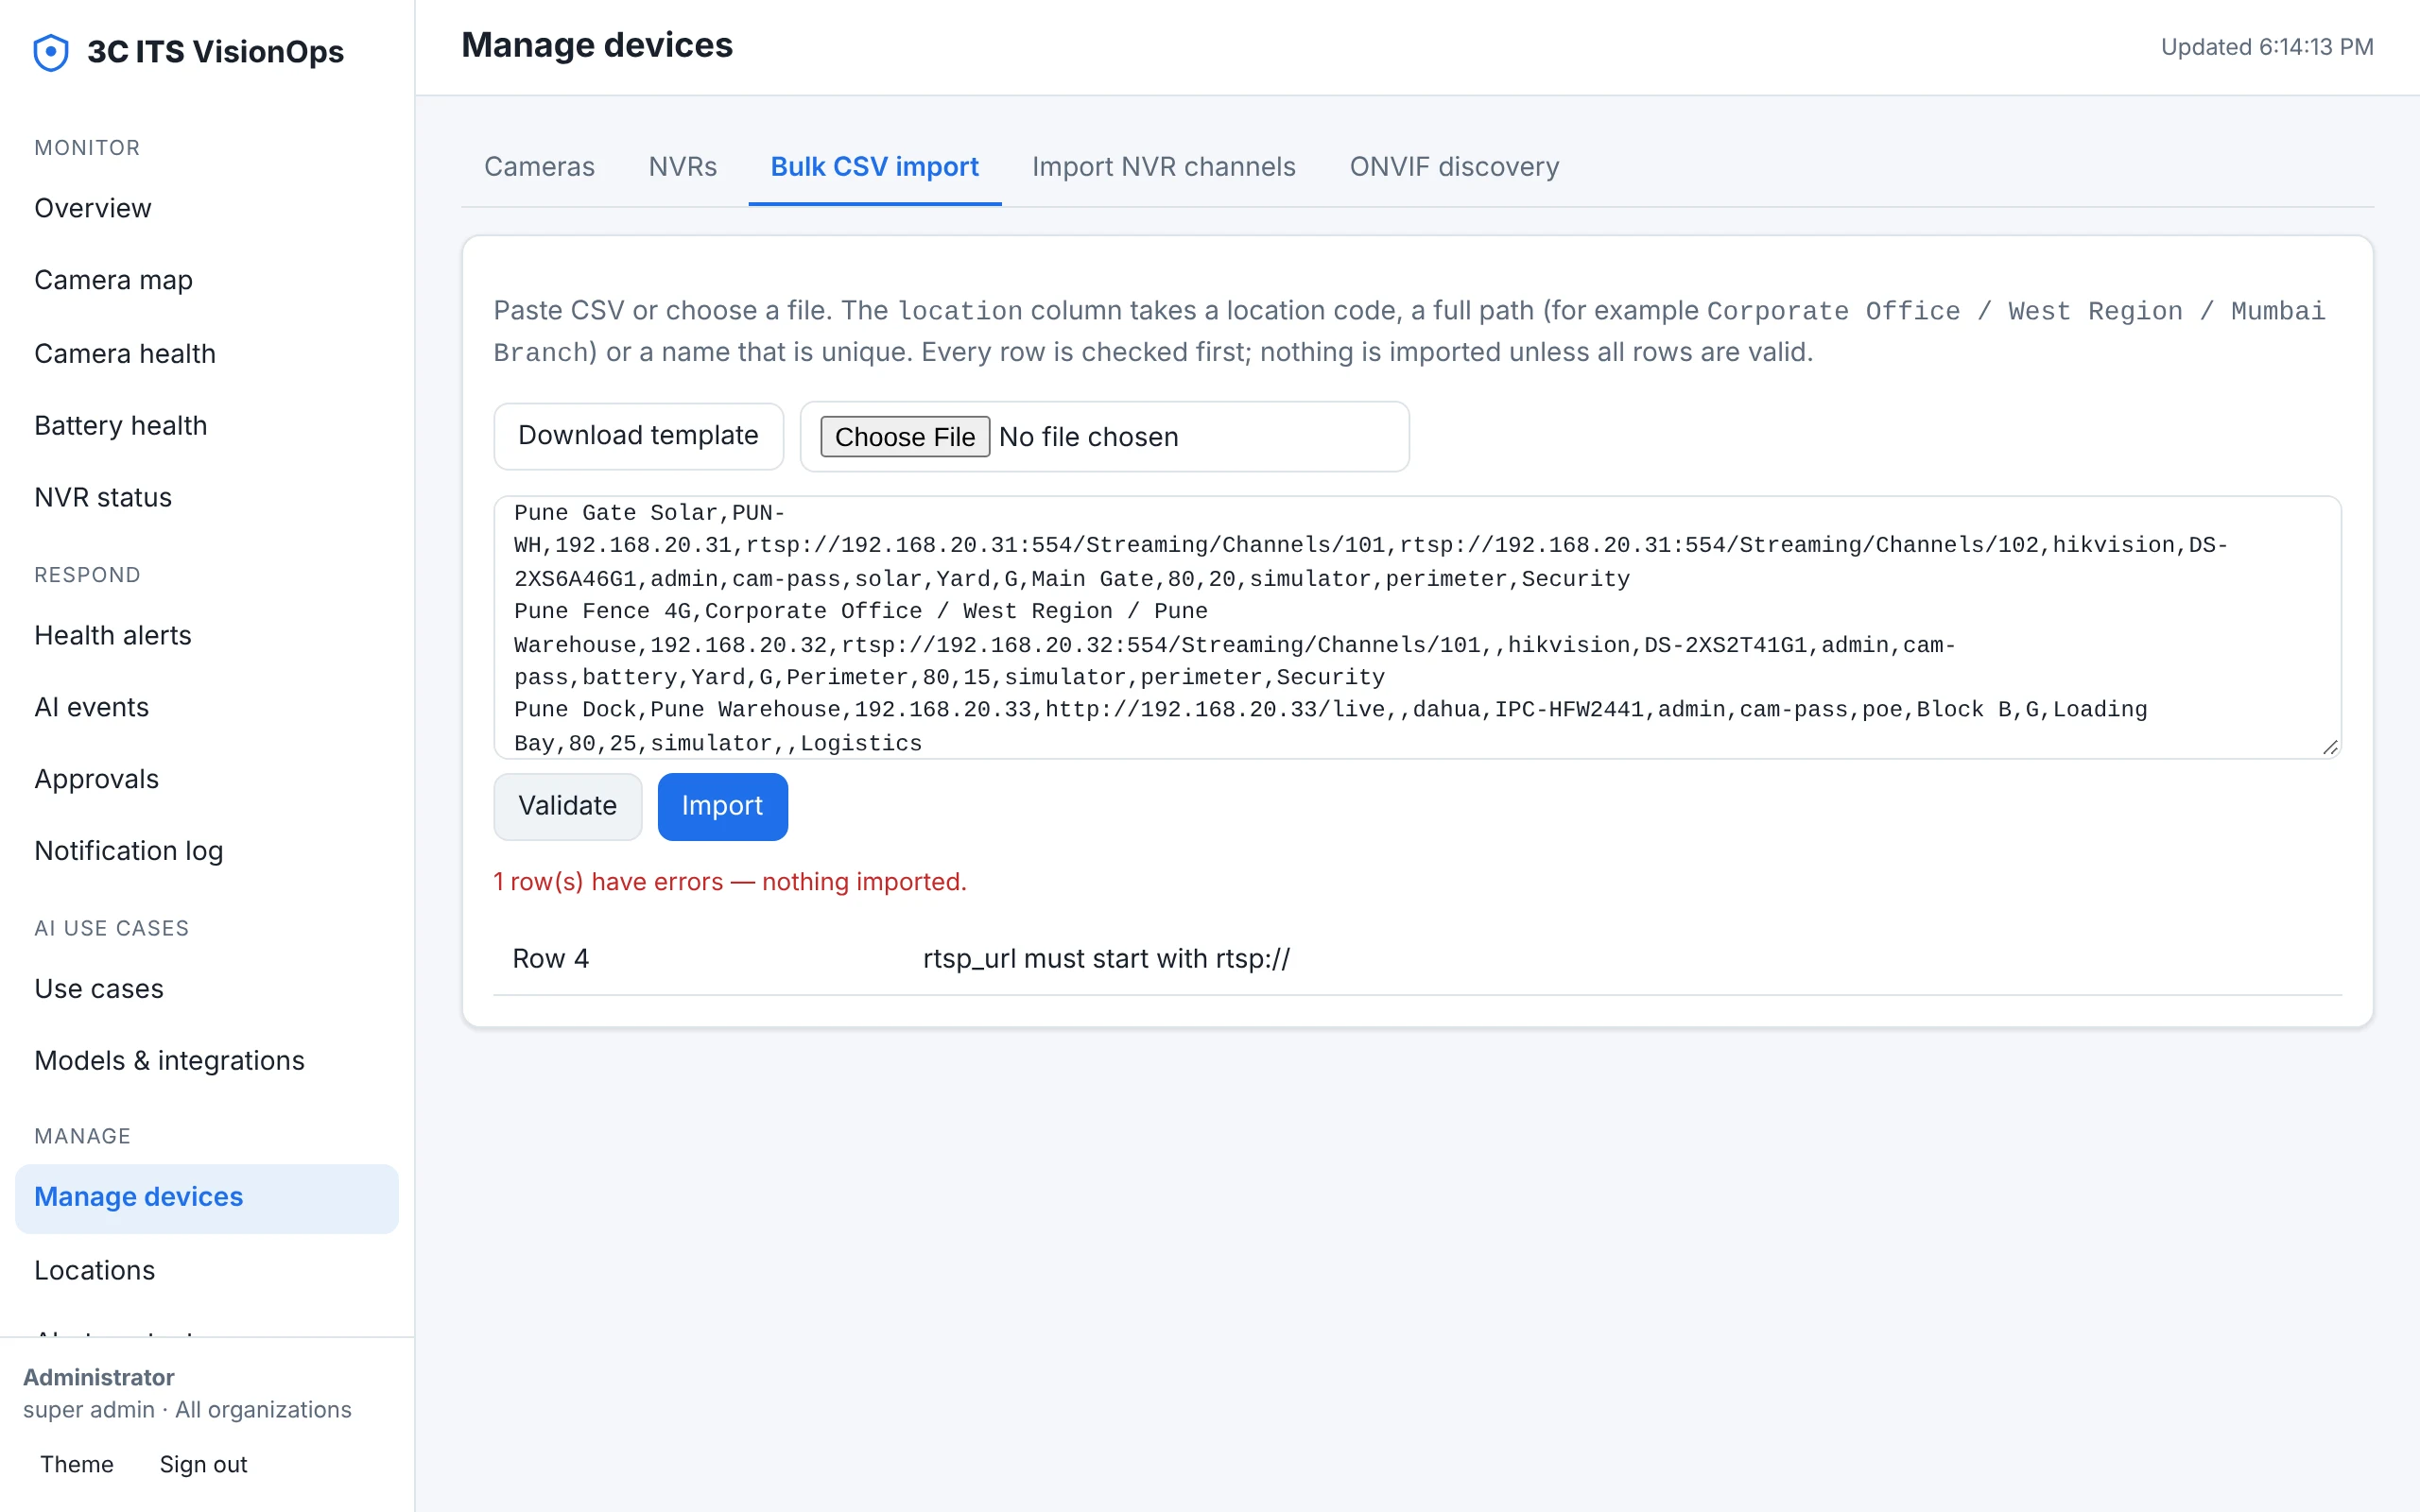 3C ITS VisionOps
Manage devices
Updated 6:14:13 PM
MONITOR
Overview
Camera map
Camera health
Battery health
NVR status
RESPOND
Health alerts
AI events
Approvals
Notification log
AI USE CASES
Use cases
Models & integrations
MANAGE
Manage devices
Locations
Administrator
super admin · All organizations
Theme Sign out
Cameras NVRs Bulk CSV import Import NVR channels ONVIF discovery
Paste CSV or choose a file. The location column takes a location code, a full path (for example Corporate Office / West Region / Mumbai
Branch) or a name that is unique. Every row is checked first; nothing is imported unless all rows are valid.
Download template Choose File No file chosen
Pune Gate Solar,PUN-
WH,192.168.20.31,rtsp://192.168.20.31:554/Streaming/Channels/101,rtsp://192.168.20.31:554/Streaming/Channels/102,hikvision,DS-
2XS6A46G1,admin,cam-pass,solar,Yard,G,Main Gate,80,20,simulator,perimeter,Security
Pune Fence 4G,Corporate Office / West Region / Pune
Warehouse,192.168.20.32,rtsp://192.168.20.32:554/Streaming/Channels/101,,hikvision,DS-2XS2T41G1,admin,cam-
pass,battery,Yard,G,Perimeter,80,15,simulator,perimeter,Security
Pune Dock,Pune Warehouse,192.168.20.33,http://192.168.20.33/live,,dahua,IPC-HFW2441,admin,cam-pass,poe,Block B,G,Loading
Bay,80,25,simulator,,Logistics
Validate Import
1 row(s) have errors — nothing imported.
Row 4 rtsp_url must start with rtsp://